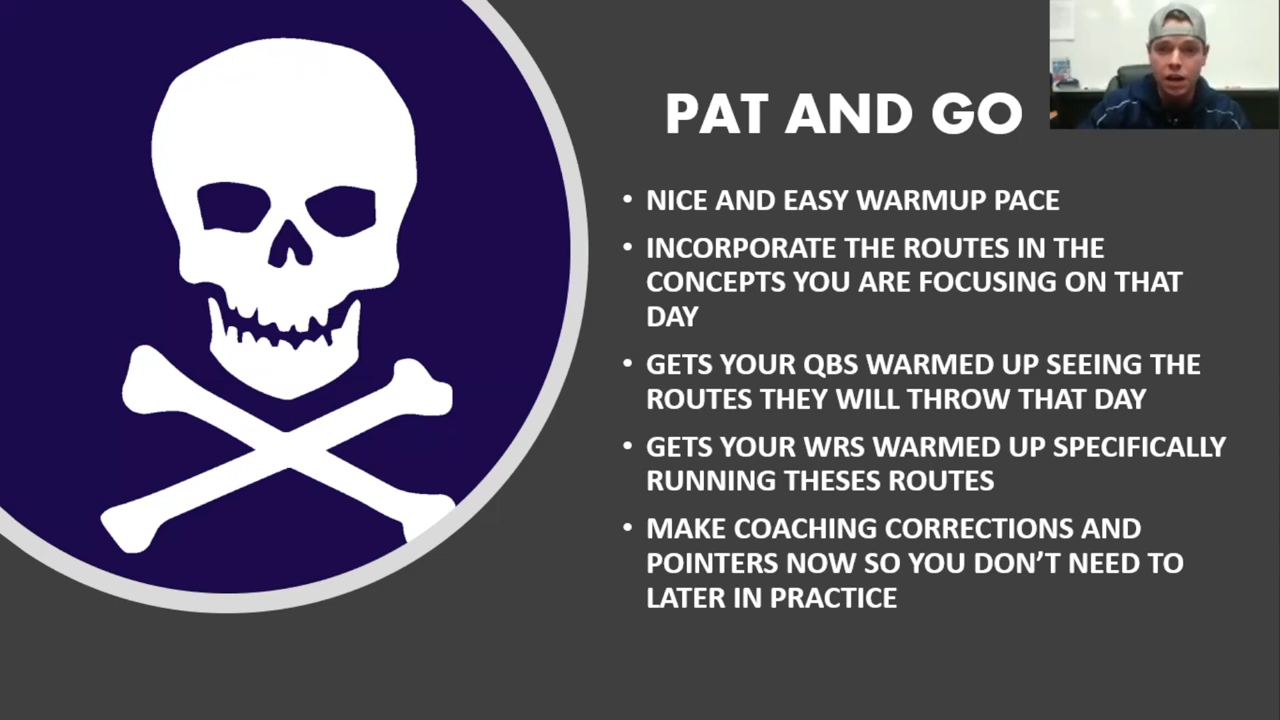 PAT AND GO
• NICE AND EASY WARMUP PACE
• INCORPORATE THE ROUTES IN THE
CONCEPTS YOU ARE FOCUSING ON THAT
DAY
• GETS YOUR QBS WARMED UP SEEING THE
ROUTES THEY WILL THROW THAT DAY
• GETS YOUR WRS WARMED UP SPECIFICALLY
RUNNING THESES ROUTES
• MAKE COACHING CORRECTIONS AND
POINTERS NOW SO YOU DON’T NEED TO
LATER IN PRACTICE